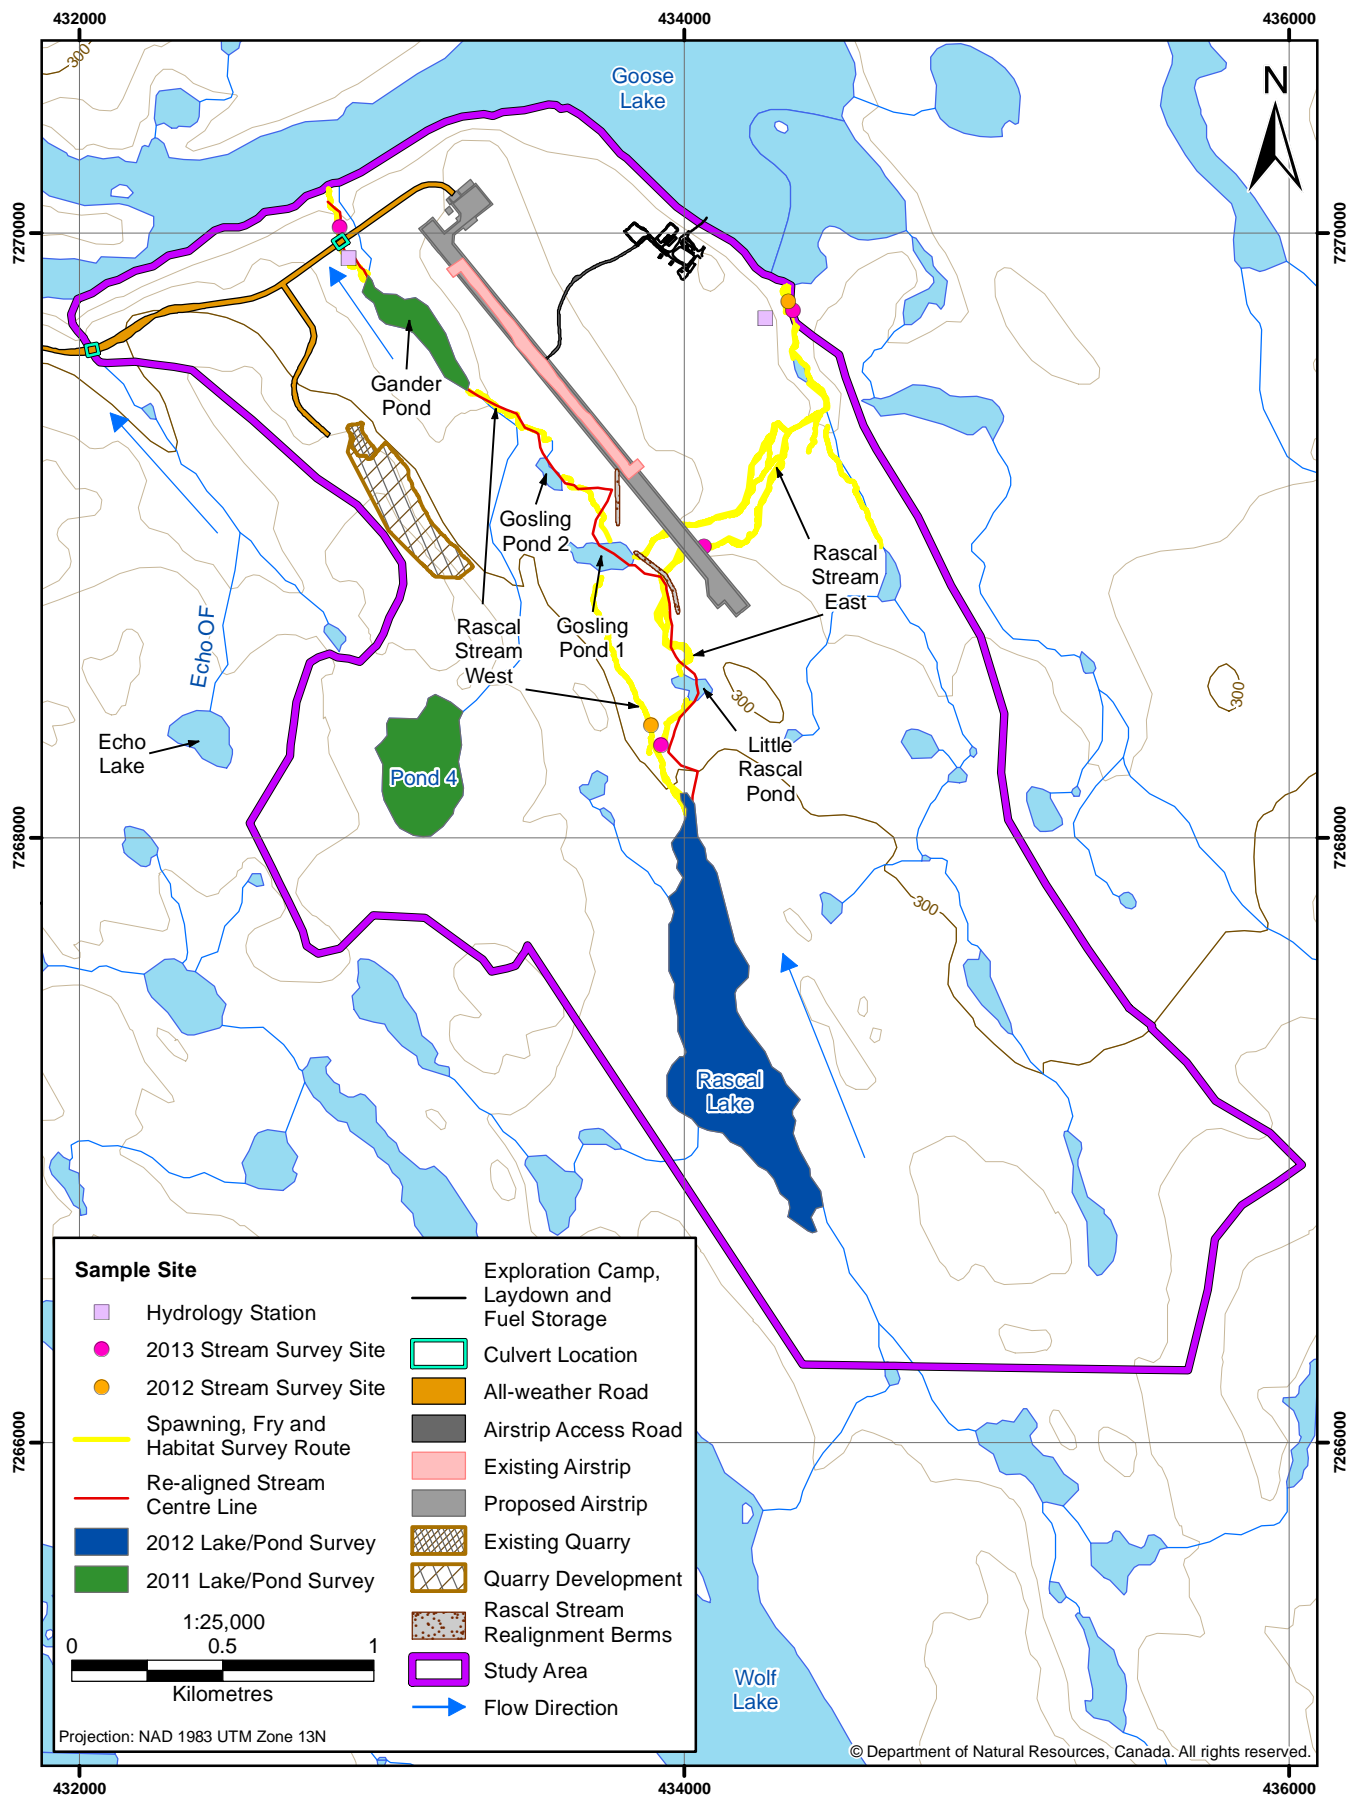 432000
434000
436000
300
Goose
Lake
N
7270000
7270000
Gander
Pond
Gosling
Pond 2
Rascal
Stream
East
Echo OF
Rascal
Stream
West
Gosling
Pond 1
300
300
Echo
Lake
Pond 4
Little
Rascal
Pond
7268000
7268000
300
Rascal
Lake
Sample Site
Hydrology Station
2013 Stream Survey Site
2012 Stream Survey Site
Spawning, Fry and
Habitat Survey Route
Re-aligned Stream
Centre Line
2012 Lake/Pond Survey
2011 Lake/Pond Survey
1:25,000
0 0.5 1
Kilometres
Projection: NAD 1983 UTM Zone 13N
Exploration Camp,
Laydown and
Fuel Storage
Culvert Location
All-weather Road
Airstrip Access Road
Existing Airstrip
Proposed Airstrip
Existing Quarry
Quarry Development
Rascal Stream
Realignment Berms
Study Area
Flow Direction
7266000
7266000
Wolf
Lake
© Department of Natural Resources, Canada. All rights reserved.
432000
434000
436000